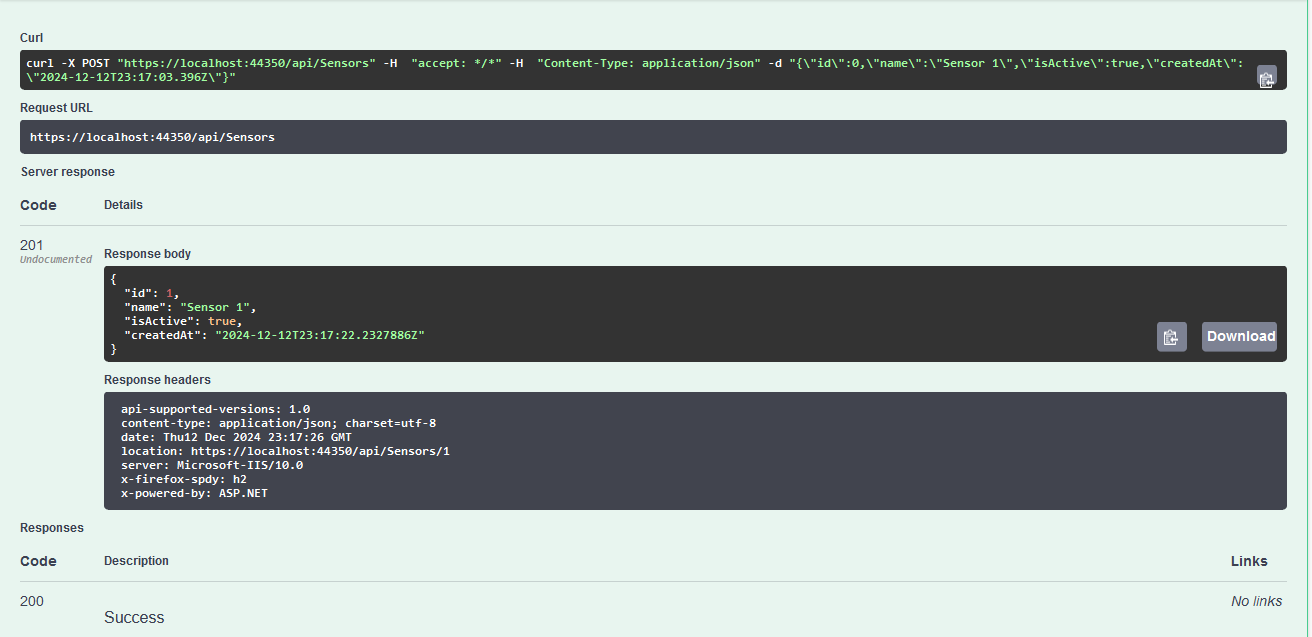 Curl
curl -X POST "https://localhost:44350/api/Sensors" -H  "accept: */*" -H  "Content-Type: application/json" -d "{\"id\":0,\"name\":\"Sensor 1\",\"isActive\":true,\"createdAt\":
\"2024-12-12T23:17:03.396Z\"}"
Request URL
https://localhost:44350/api/Sensors
Server response
Code Details
201
Undocumented
Response body
{
  "id": 1,
  "name": "Sensor 1",
  "isActive": true,
  "createdAt": "2024-12-12T23:17:22.2327886Z"
}
Download
Response headers
api-supported-versions: 1.0
content-type: application/json; charset=utf-8
date: Thu12 Dec 2024 23:17:26 GMT
location: https://localhost:44350/api/Sensors/1
server: Microsoft-IIS/10.0
x-firefox-spdy: h2
x-powered-by: ASP.NET
Responses
Code Description Links
200 No links
Success